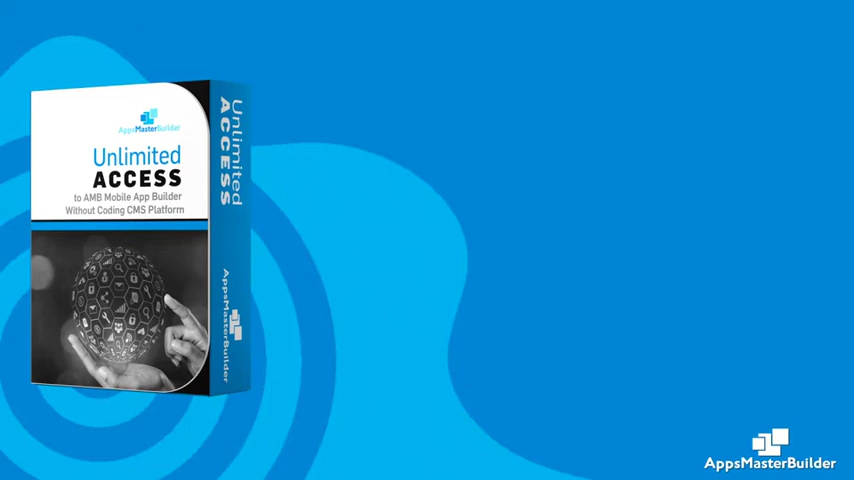 AppsMasterBuilder
Unlimited
ACCESS
to AMB Mobile App Builder
Without Coding CMS Platform
Unlimited
ACCESS
AppsMasterBuilder
AppsMasterBuilder